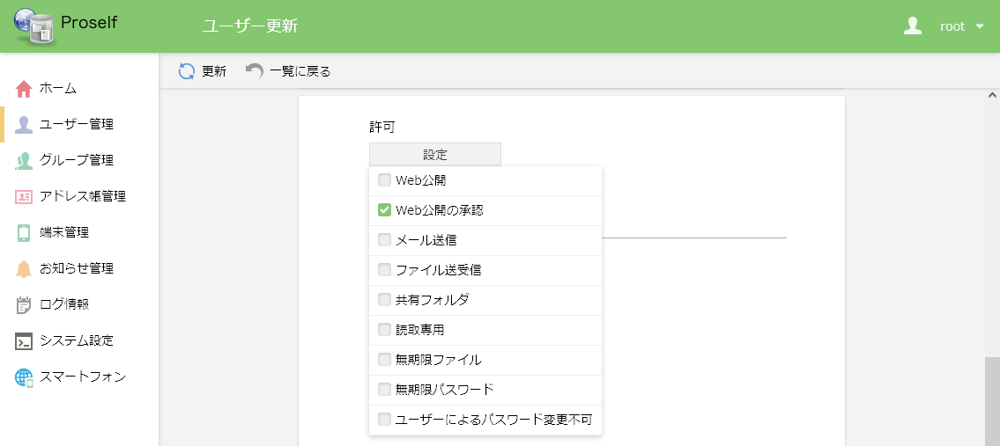 Proself
ユーザー更新
root
更新
一覧に戻る
ホーム
ユーザー管理
グループ管理
アドレス帳管理
端末管理
お知らせ管理
ログ情報
システム設定
スマートフォン
許可
設定
Web公開
Web公開の承認
メール送信
ファイル送受信
共有フォルダ
読取専用
無期限ファイル
無期限パスワード
ユーザーによるパスワード変更不可